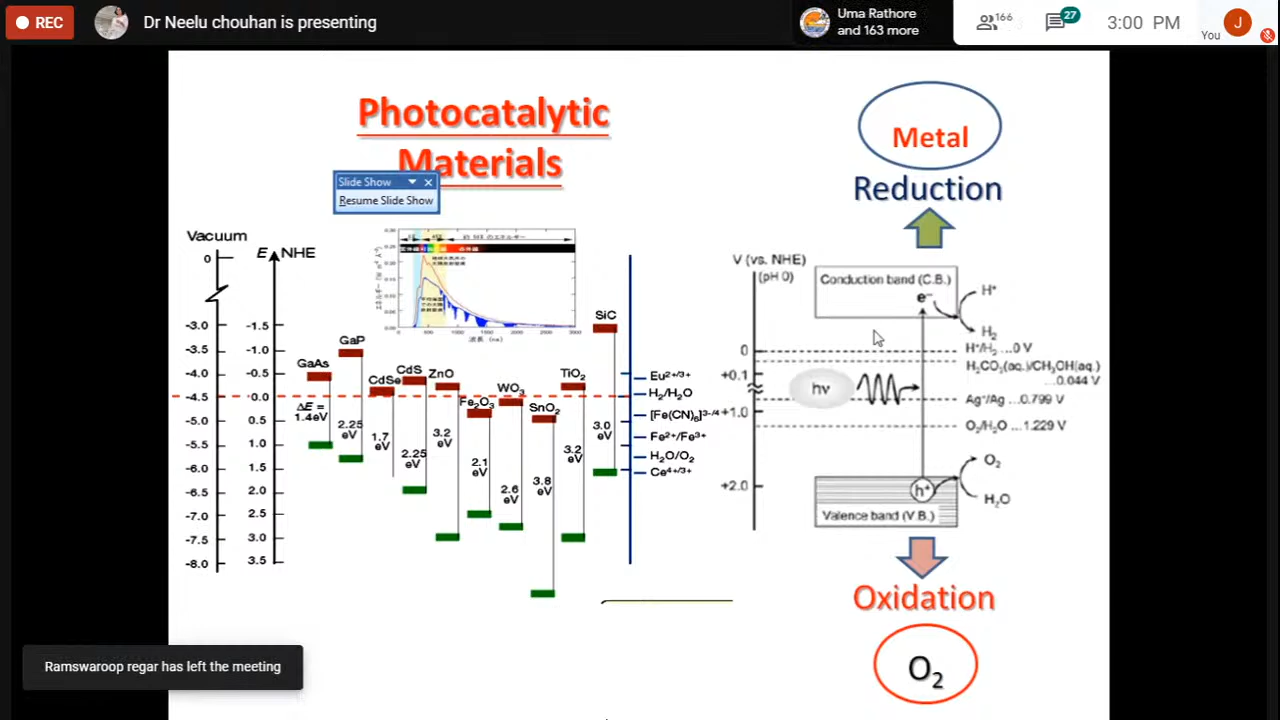 REC
Dr Neelu chouhan is presenting
Uma Rathore
and 163 more
166
27
3:00 PM
You
J
Photocatalytic
Materials
Slide Show
Resume Slide Show
Metal
Reduction
Vacuum
E NHE
0
-3.0
-3.5
-4.0
-4.5
-5.0
-5.5
-6.0
-6.5
-7.0
-7.5
-8.0
-1.5
-1.0
-0.5
0.0
0.5
1.0
1.5
2.0
2.5
3.0
3.5
GaAs
ΔE =
1.4eV
GaP
2.25
eV
CdSe
1.7
eV
CdS
2.25
eV
ZnO
3.2
eV
Fe2O3
2.1
eV
WO3
2.6
eV
SnO2
3.8
eV
TiO2
3.2
eV
SiC
3.0
eV
0
500
1000
1500
2000
2500
3000
Eu2+/3+
H2/H2O
[Fe(CN)6]3-/4
Fe2+/Fe3+
H2O/O2
Ce4+/3+
V (vs. NHE)
(pH 0)
0
+0.1
+1.0
+2.0
Conduction band (C.B.)
e-
H+
H2
H+/H2 ...0 V
H2CO3(aq.)/CH3OH(aq.)
...0.044 V
hν
Ag+/Ag ...0.799 V
O2/H2O ...1.229 V
h+
Valence band (V.B.)
O2
H2O
Oxidation
O2
Ramswaroop regar has left the meeting